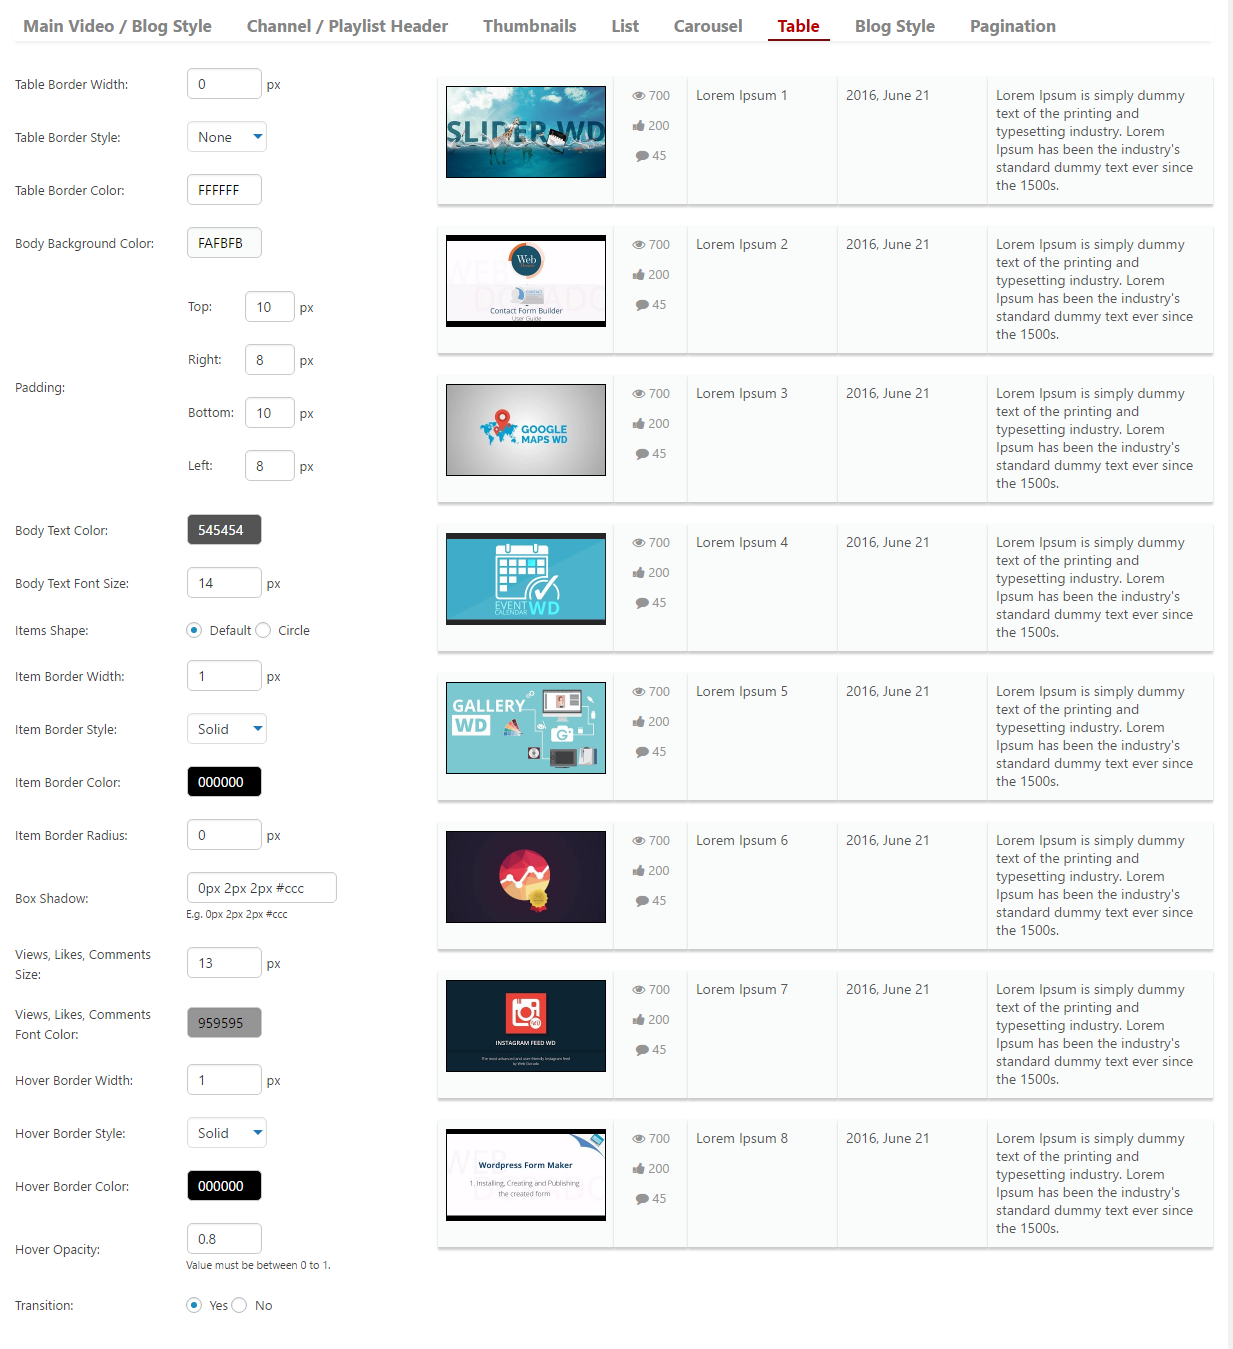 Main Video / Blog Style Channel / Playlist Header Thumbnails List Carousel Table Blog Style Pagination
Table Border Width: 0 px
Table Border Style: None
Table Border Color: FFFFFF
Body Background Color: FAFBFB
Padding:
Top: 10 px
Right: 8 px
Bottom: 10 px
Left: 8 px
Body Text Color: 545454
Body Text Font Size: 14 px
Items Shape: Default Circle
Item Border Width: 1 px
Item Border Style: Solid
Item Border Color: 000000
Item Border Radius: 0 px
Box Shadow: 0px 2px 2px #ccc
E.g. 0px 2px 2px #ccc
Views, Likes, Comments
Size: 13 px
Views, Likes, Comments
Font Color: 959595
Hover Border Width: 1 px
Hover Border Style: Solid
Hover Border Color: 000000
Hover Opacity: 0.8
Value must be between 0 to 1.
Transition: Yes No
SLIDER WD
700
200
45
Lorem Ipsum 1
2016, June 21
Lorem Ipsum is simply dummy
text of the printing and
typesetting industry. Lorem
Ipsum has been the industry's
standard dummy text ever since
the 1500s.
Web
Contact Form Builder
User Guide
700
200
45
Lorem Ipsum 2
2016, June 21
Lorem Ipsum is simply dummy
text of the printing and
typesetting industry. Lorem
Ipsum has been the industry's
standard dummy text ever since
the 1500s.
GOOGLE
MAPS WD
700
200
45
Lorem Ipsum 3
2016, June 21
Lorem Ipsum is simply dummy
text of the printing and
typesetting industry. Lorem
Ipsum has been the industry's
standard dummy text ever since
the 1500s.
EVENT
CALENDAR WD
700
200
45
Lorem Ipsum 4
2016, June 21
Lorem Ipsum is simply dummy
text of the printing and
typesetting industry. Lorem
Ipsum has been the industry's
standard dummy text ever since
the 1500s.
GALLERY
WD
G+
700
200
45
Lorem Ipsum 5
2016, June 21
Lorem Ipsum is simply dummy
text of the printing and
typesetting industry. Lorem
Ipsum has been the industry's
standard dummy text ever since
the 1500s.
700
200
45
Lorem Ipsum 6
2016, June 21
Lorem Ipsum is simply dummy
text of the printing and
typesetting industry. Lorem
Ipsum has been the industry's
standard dummy text ever since
the 1500s.
WD
INSTAGRAM FEED WD
The most advanced and user-friendly Instagram feed
by Web-Dorado
700
200
45
Lorem Ipsum 7
2016, June 21
Lorem Ipsum is simply dummy
text of the printing and
typesetting industry. Lorem
Ipsum has been the industry's
standard dummy text ever since
the 1500s.
Wordpress Form Maker
1. Installing, Creating and Publishing
the created form
700
200
45
Lorem Ipsum 8
2016, June 21
Lorem Ipsum is simply dummy
text of the printing and
typesetting industry. Lorem
Ipsum has been the industry's
standard dummy text ever since
the 1500s.